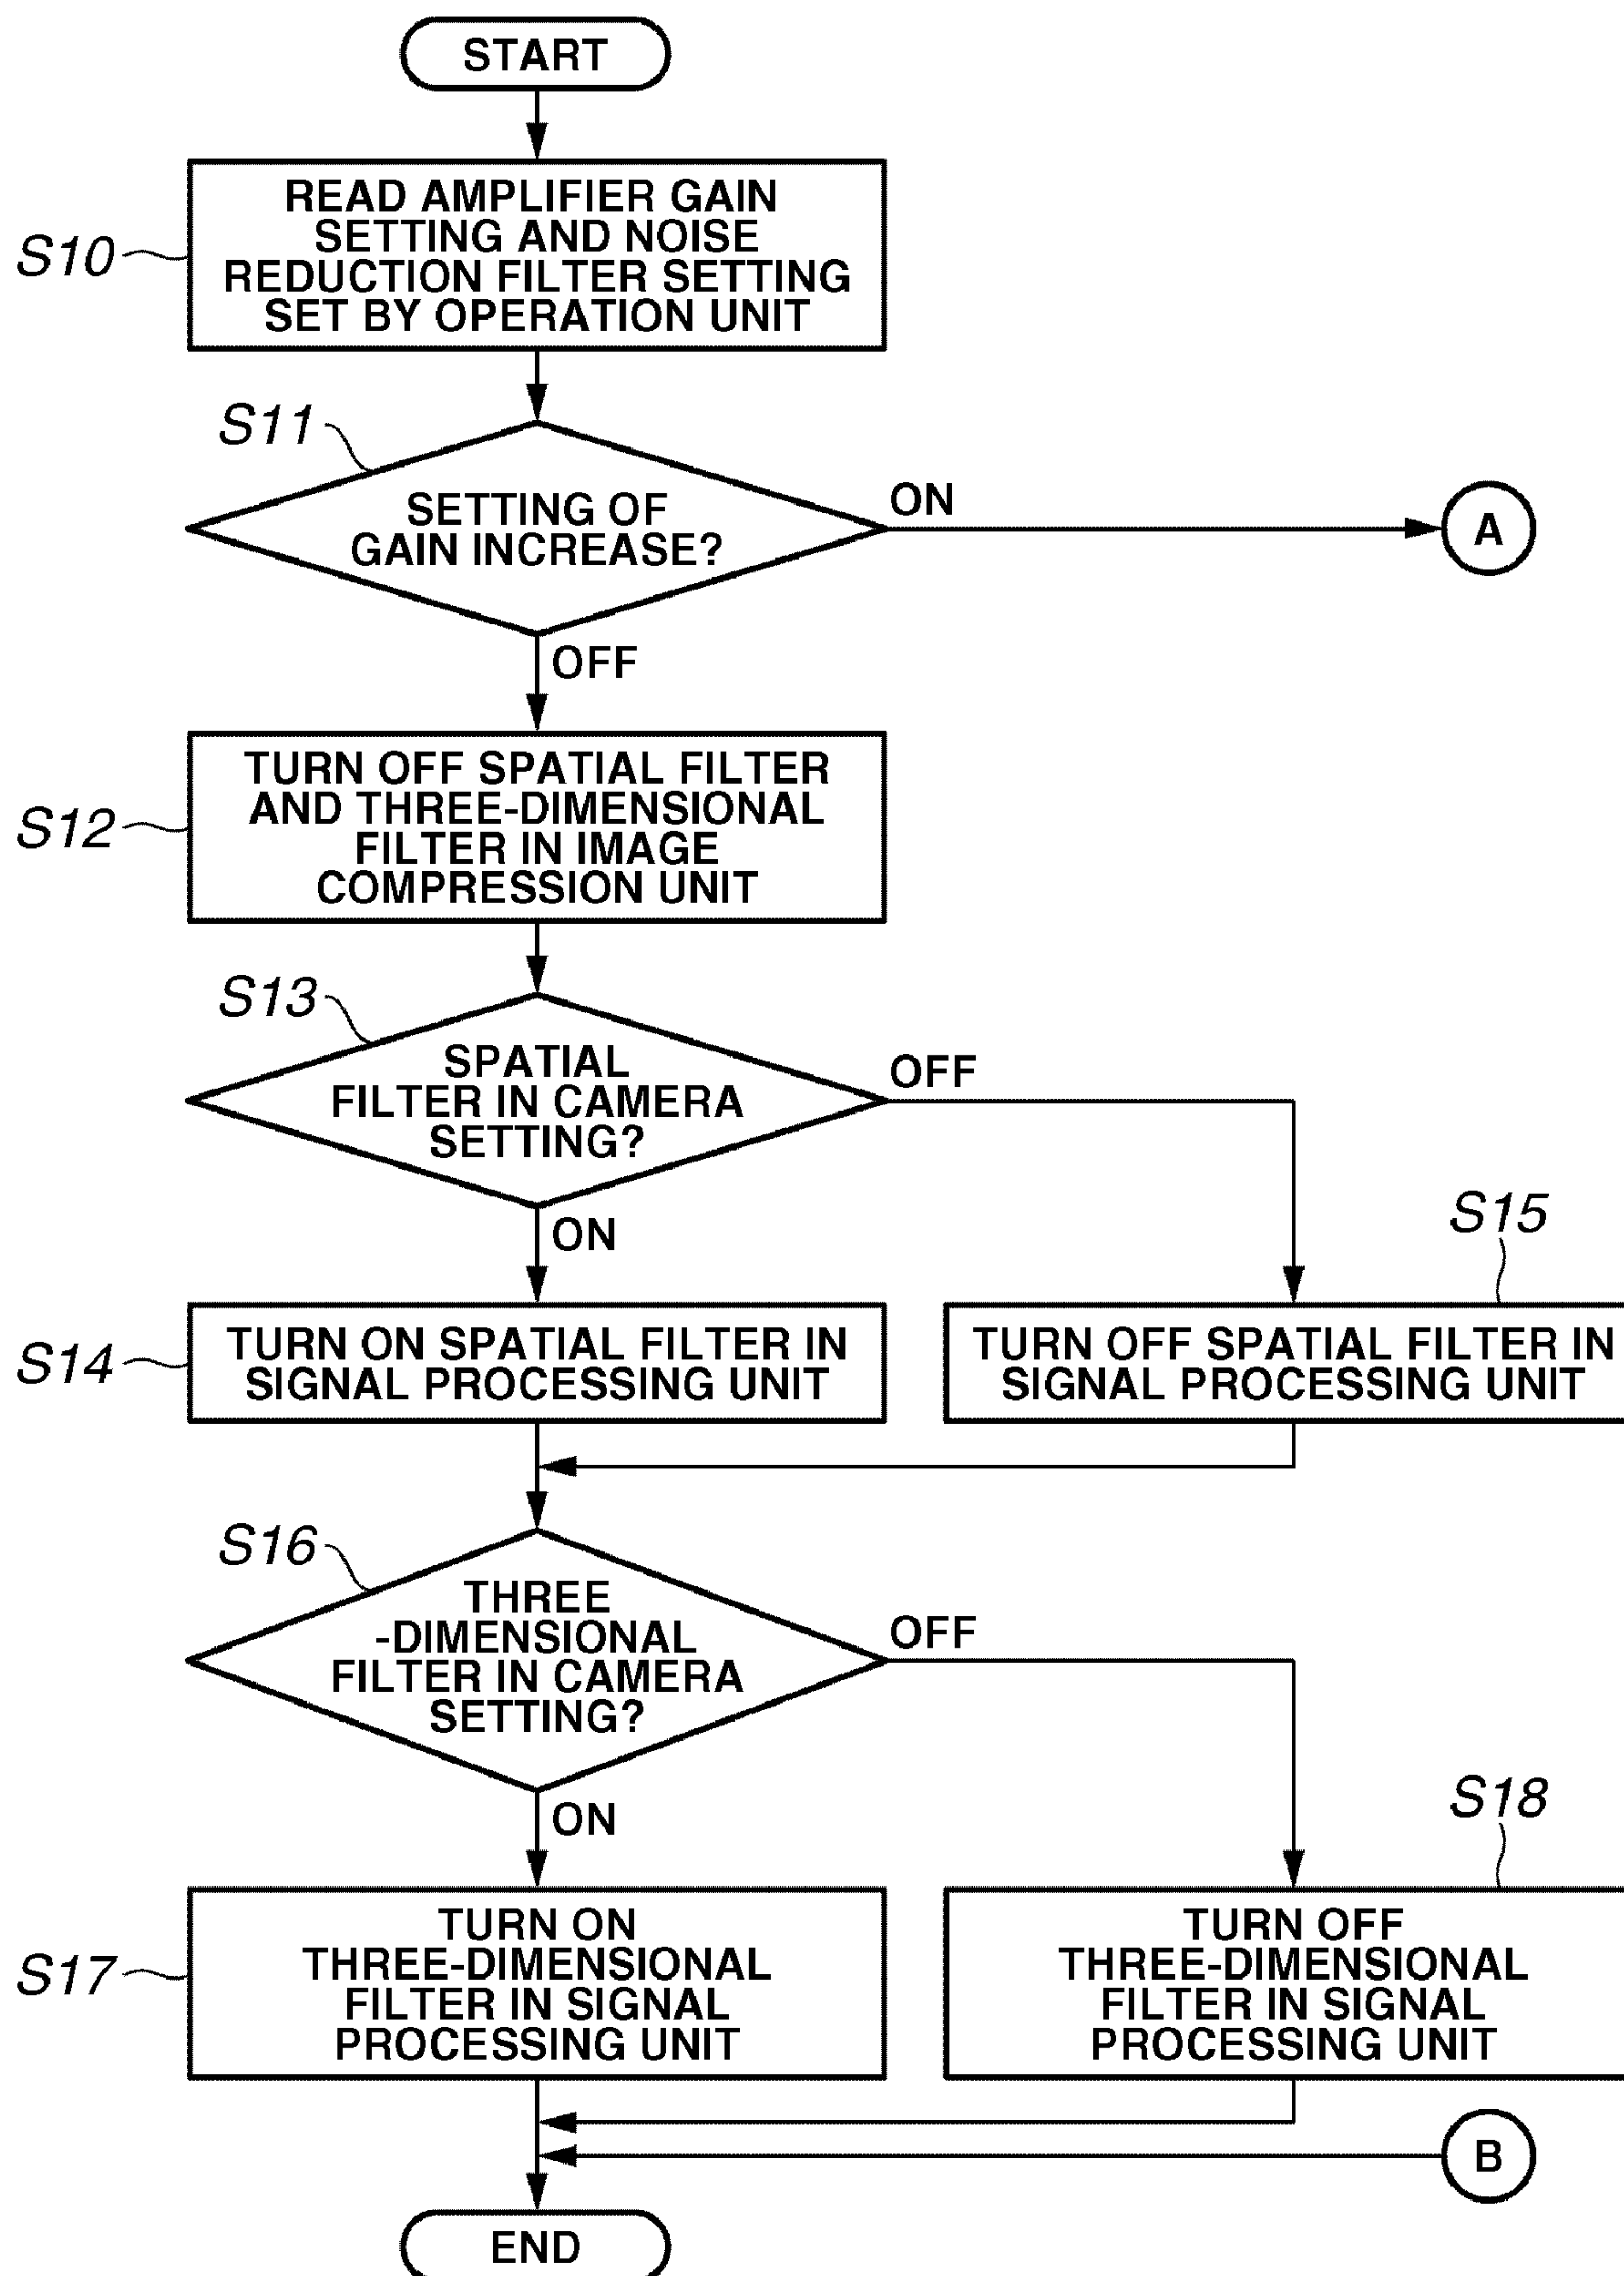 START
READ AMPLIFIER GAIN
SETTING AND NOISE
REDUCTION FILTER SETTING
SET BY OPERATION UNIT
S10
S11
SETTING OF
GAIN INCREASE?
ON
A
OFF
TURN OFF SPATIAL FILTER
AND THREE-DIMENSIONAL
FILTER IN IMAGE
COMPRESSION UNIT
S12
S13
SPATIAL
FILTER IN CAMERA
SETTING?
OFF
ON
S15
S14
TURN ON SPATIAL FILTER IN
SIGNAL PROCESSING UNIT
TURN OFF SPATIAL FILTER IN
SIGNAL PROCESSING UNIT
S16
THREE
-DIMENSIONAL
FILTER IN CAMERA
SETTING?
OFF
ON
S18
S17
TURN ON
THREE-DIMENSIONAL
FILTER IN SIGNAL
PROCESSING UNIT
TURN OFF
THREE-DIMENSIONAL
FILTER IN SIGNAL
PROCESSING UNIT
B
END